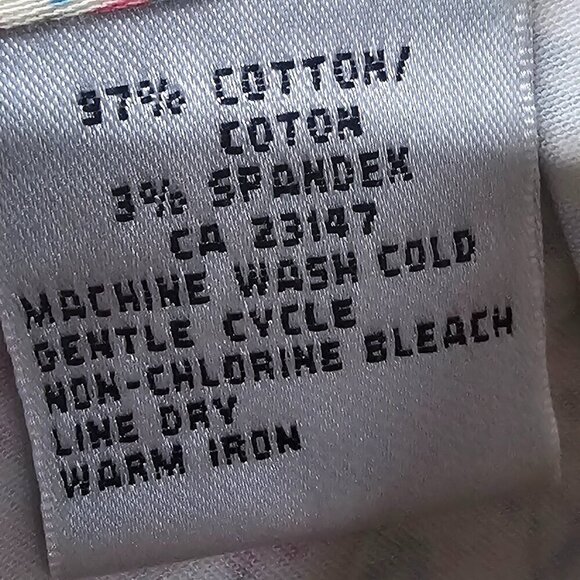 97% COTTON/
COTON
3% SPANDEX
CA 23147
MACHINE WASH COLD
GENTLE CYCLE
NON-CHLORINE BLEACH
LINE DRY
WARM IRON